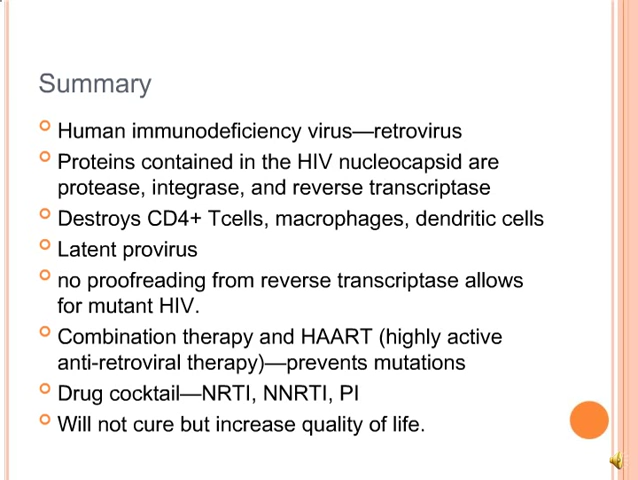 Summary
Human immunodeficiency virus—retrovirus
Proteins contained in the HIV nucleocapsid are
protease, integrase, and reverse transcriptase
Destroys CD4+ Tcells, macrophages, dendritic cells
Latent provirus
no proofreading from reverse transcriptase allows
for mutant HIV.
Combination therapy and HAART (highly active
anti-retroviral therapy)—prevents mutations
Drug cocktail—NRTI, NNRTI, PI
Will not cure but increase quality of life.